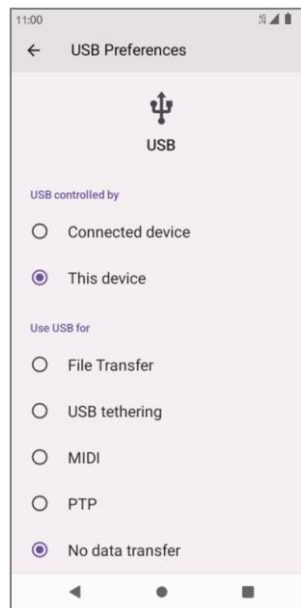 11:00
USB Preferences
USB
USB controlled by
Connected device
This device
Use USB for
File Transfer
USB tethering
MIDI
PTP
No data transfer